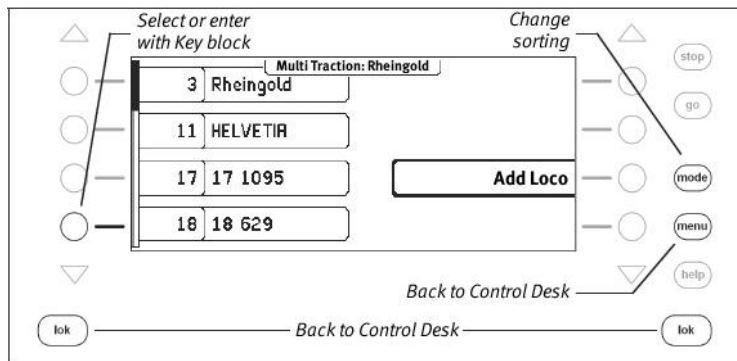 Select or enter
with Key block
Change
sorting
Multi Traction: Rheingold
stop
3 Rheingold
go
11 HELVETIA
17 17 1095
Add Loco
mode
18 18 629
menu
help
Back to Control Desk
lok
Back to Control Desk
lok